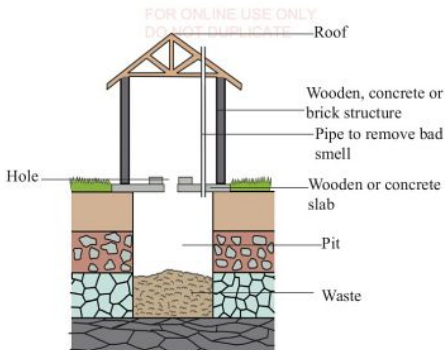 FOR ONLINE USE ONLY
DO NOT DUPLICATE
Roof
Wooden, concrete or
brick structure
Pipe to remove bad
smell
Hole
Wooden or concrete
slab
Pit
Waste